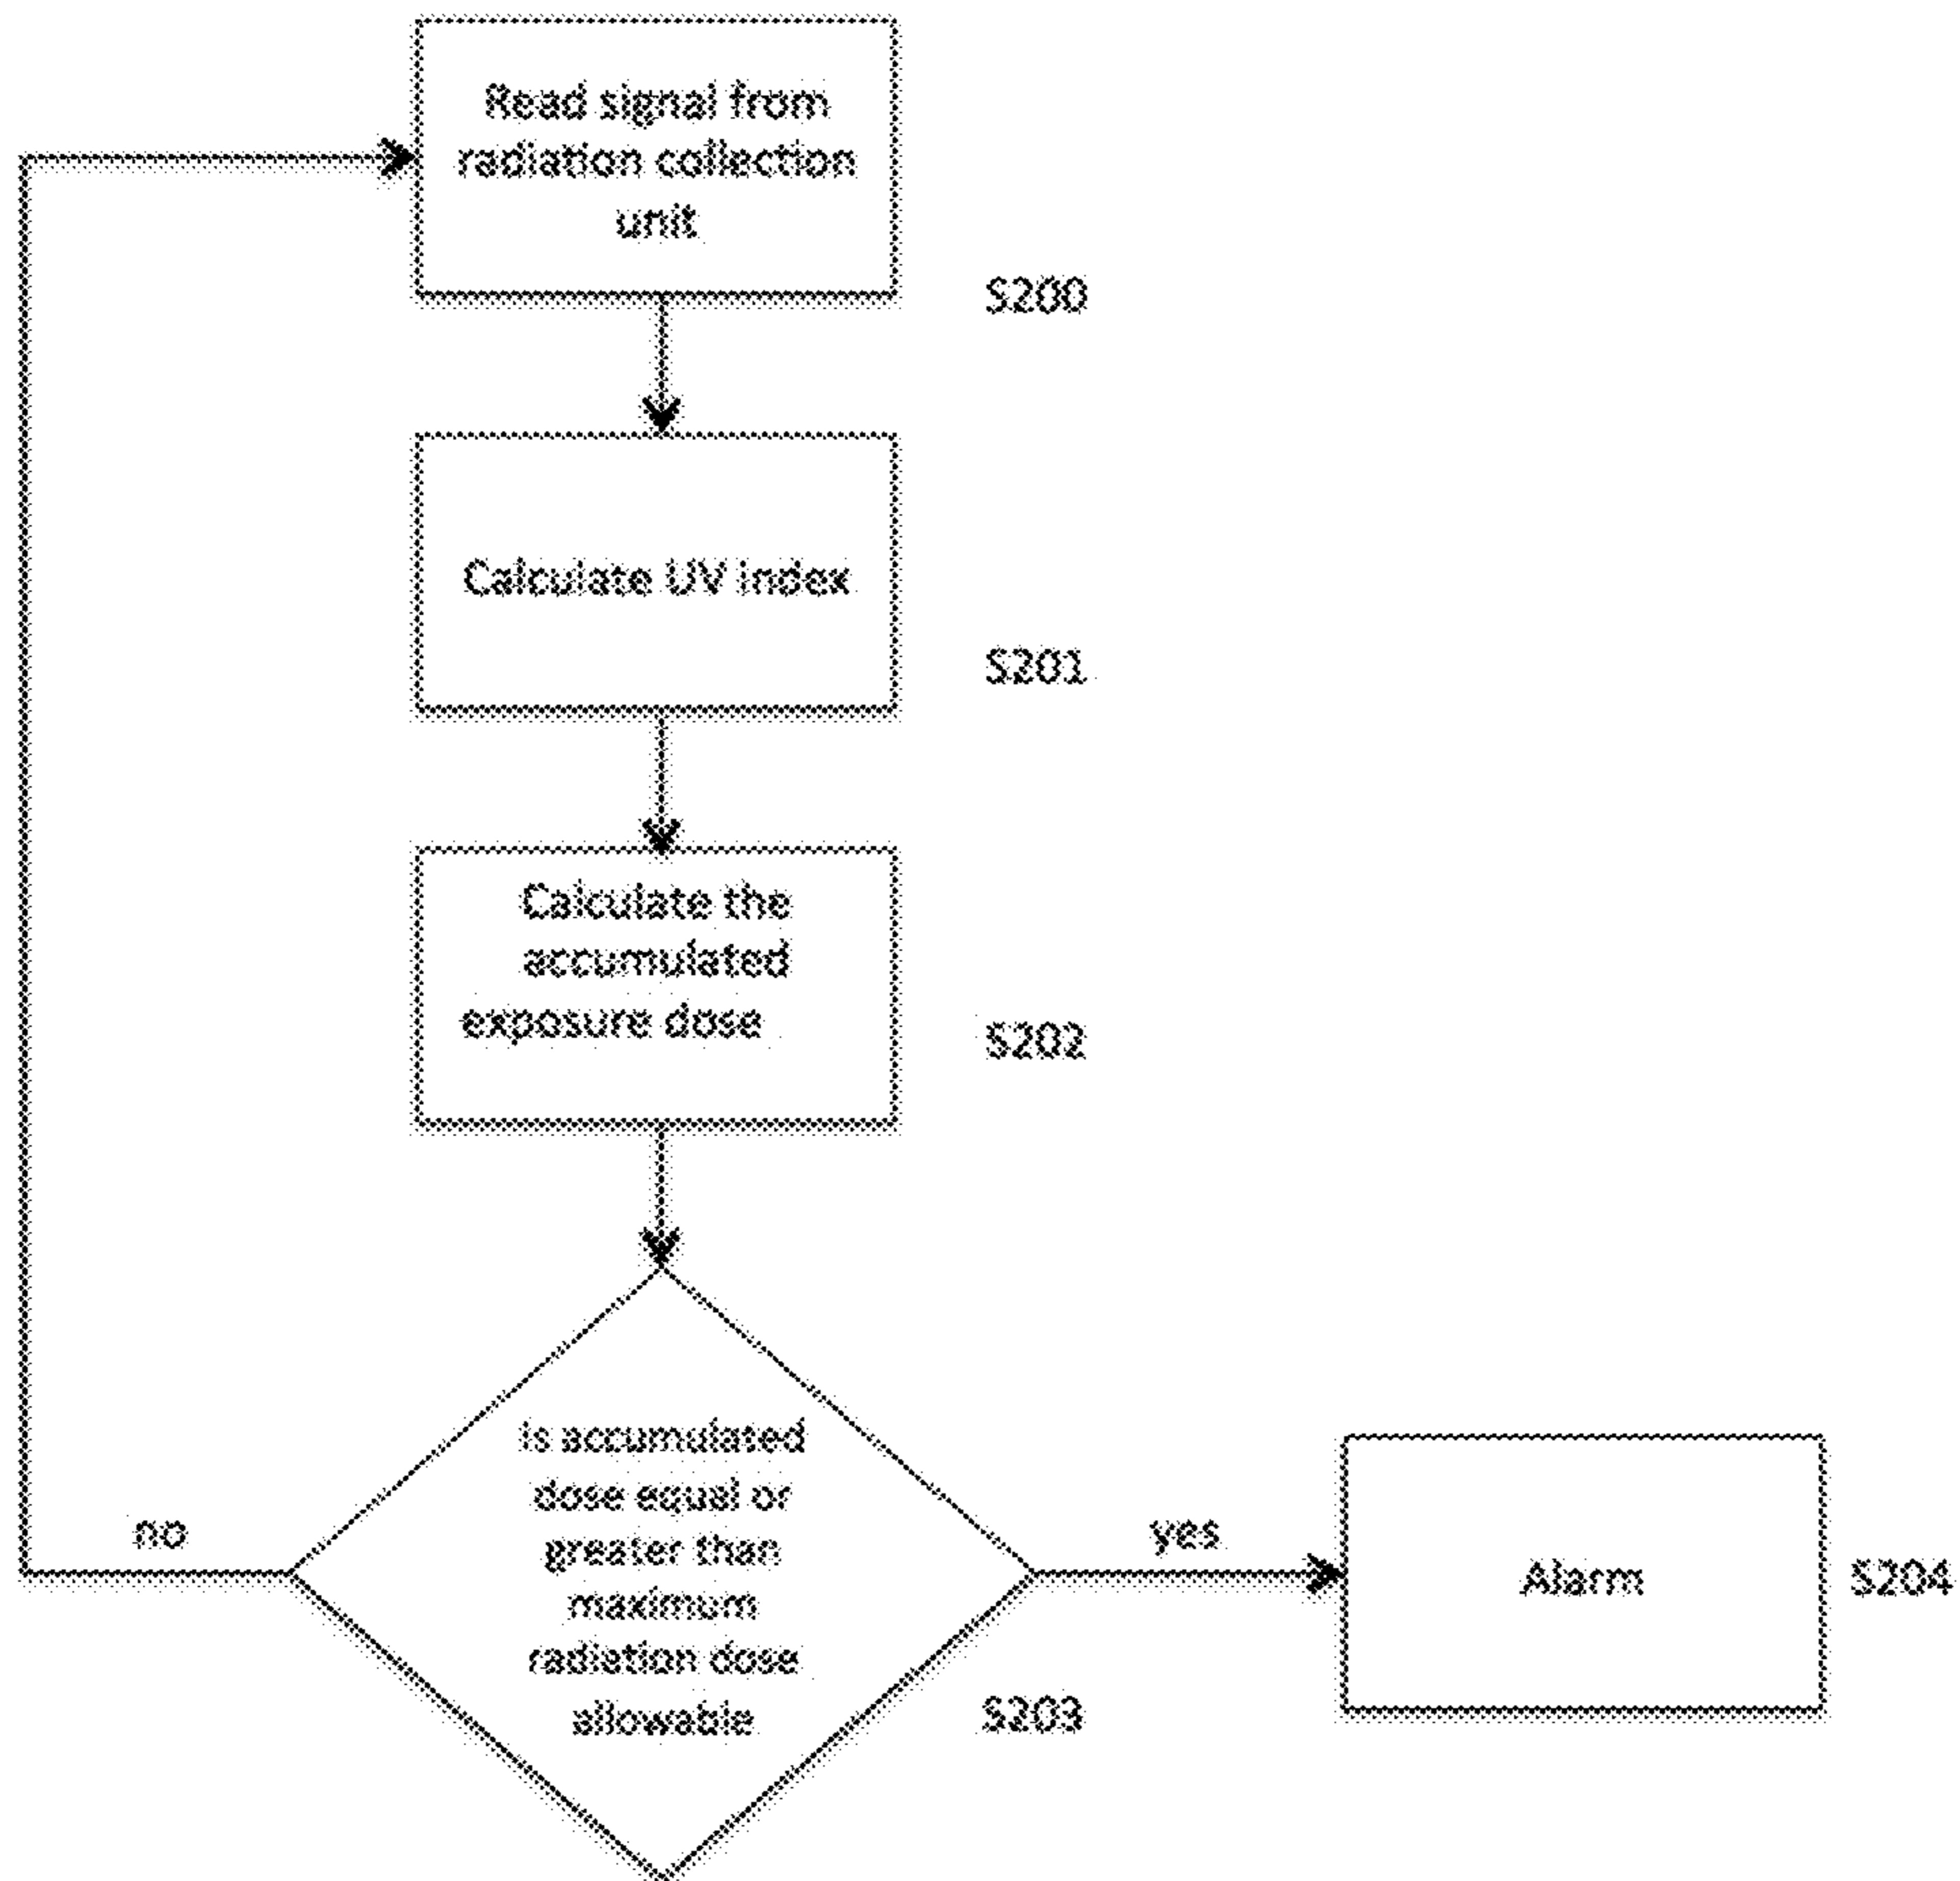 Read signal from
radiation collection
unit
S200
Calculate UV index
S201
Calculate the
accumulated
exposure dose
S202
is accumulated
dose equal or
greater than
maximum
radiation dose
allowable
no
yes
Alarm
S204
S203